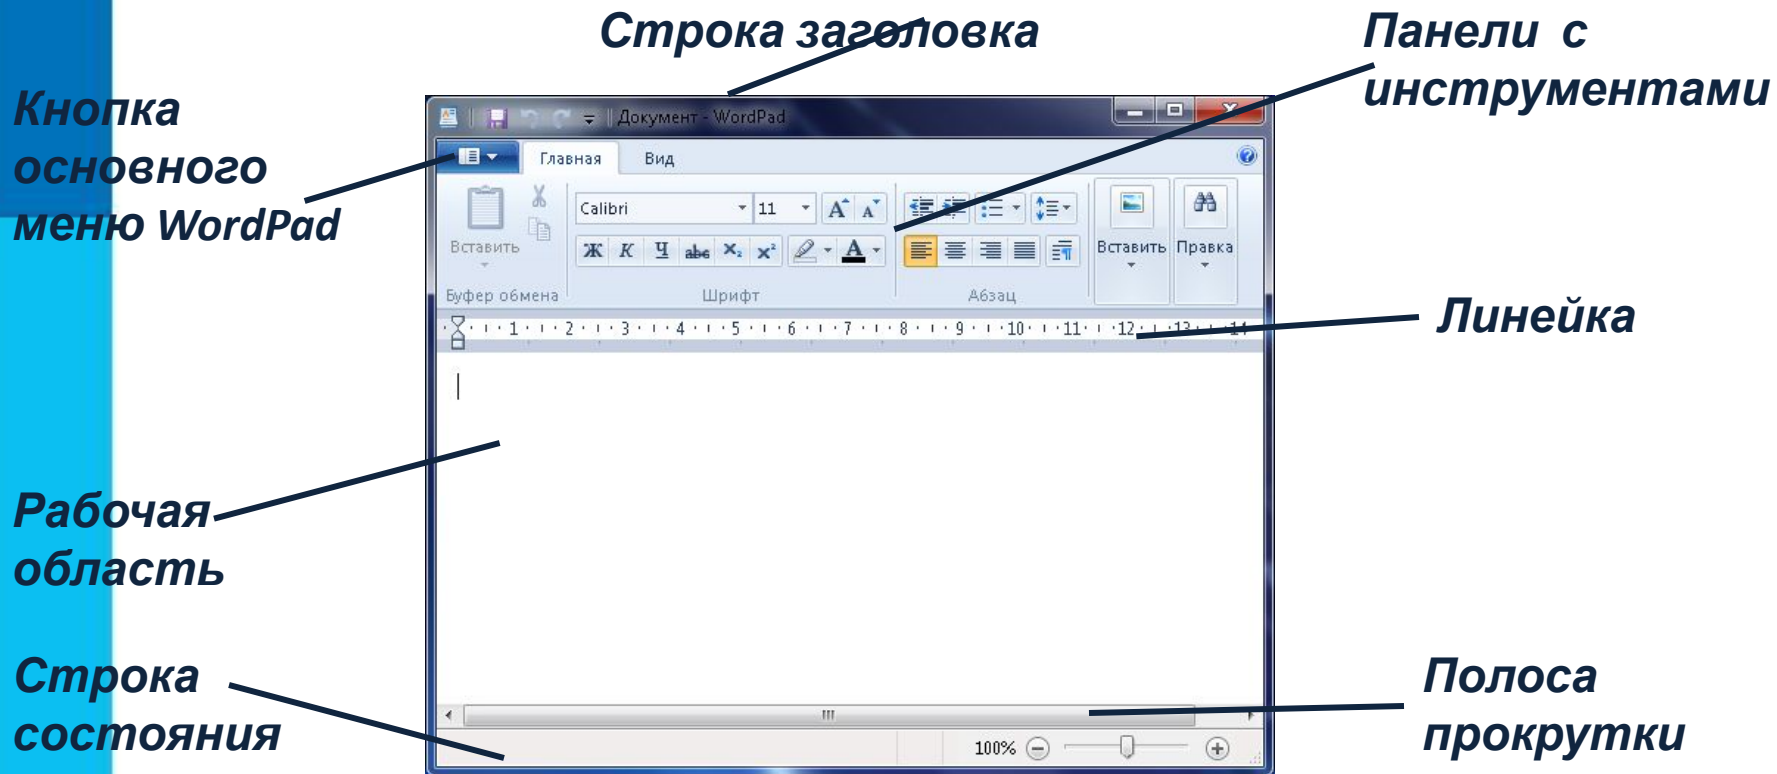 Строка заголовка
Панели с
инструментами
Кнопка
основного
меню WordPad
Документ - WordPad
Главная Вид
Calibri 11
Вставить
Ж К Ч abc X₂ X² A
Вставить Правка
Буфер обмена Шрифт Абзац
1 2 3 4 5 6 7 8 9 10 11 12 13 14
Линейка
Рабочая
область
Строка
состояния
Полоса
прокрутки
100%